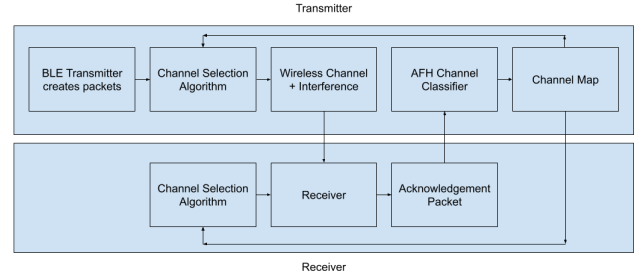 Transmitter
BLE Transmitter
creates packets
Channel Selection
Algorithm
Wireless Channel
+ Interference
AFH Channel
Classifier
Channel Map
Channel Selection
Algorithm
Receiver
Acknowledgement
Packet
Receiver